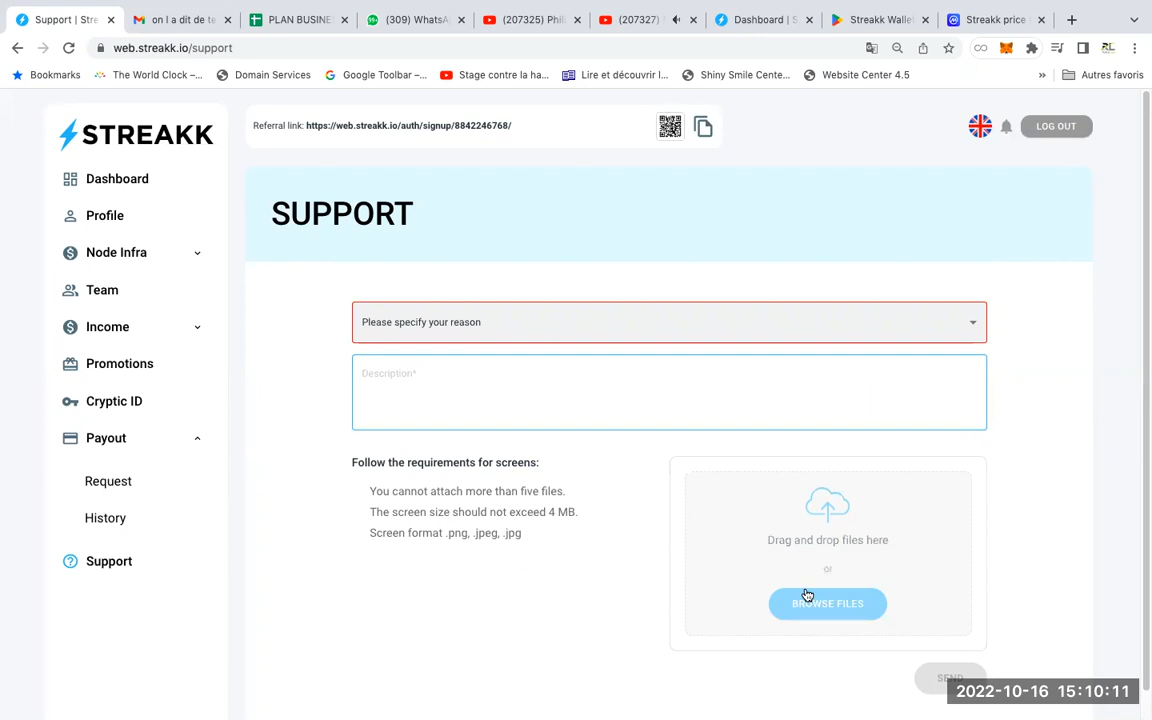 Support | Stre
on l a dit de te
PLAN BUSINE
(309) WhatsA
(207325) Phil
(207327)
Dashboard | S
Streakk Wallet
Streakk price
web.streakk.io/support
Bookmarks
The World Clock –...
Domain Services
Google Toolbar –...
Stage contre la ha...
Lire et découvrir l'...
Shiny Smile Cente...
Website Center 4.5
»
Autres favoris
STREAKK
Referral link: https://web.streakk.io/auth/signup/8842246768/
LOG OUT
Dashboard
Profile
Node Infra
Team
Income
Promotions
Cryptic ID
Payout
Request
History
Support
SUPPORT
Please specify your reason
Description*
Follow the requirements for screens:
You cannot attach more than five files.
The screen size should not exceed 4 MB.
Screen format .png, .jpeg, .jpg
Drag and drop files here
or
BROWSE FILES
SEND
2022-10-16 15:10:11